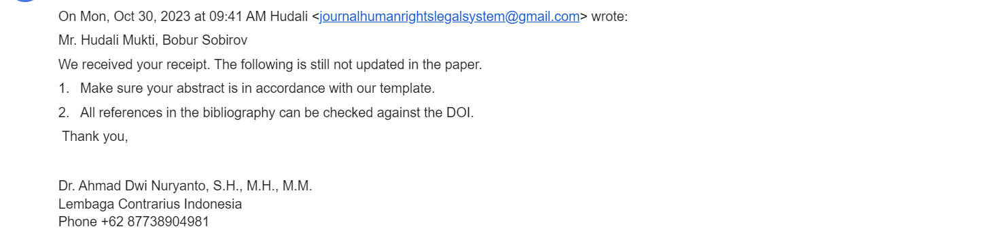 On Mon, Oct 30, 2023 at 09:41 AM Hudali <journalhumanrightslegalsystem@gmail.com> wrote:
Mr. Hudali Mukti, Bobur Sobirov
We received your receipt. The following is still not updated in the paper.
1. Make sure your abstract is in accordance with our template.
2. All references in the bibliography can be checked against the DOI.
Thank you,
Dr. Ahmad Dwi Nuryanto, S.H., M.H., M.M.
Lembaga Contrarius Indonesia
Phone +62 87738904981